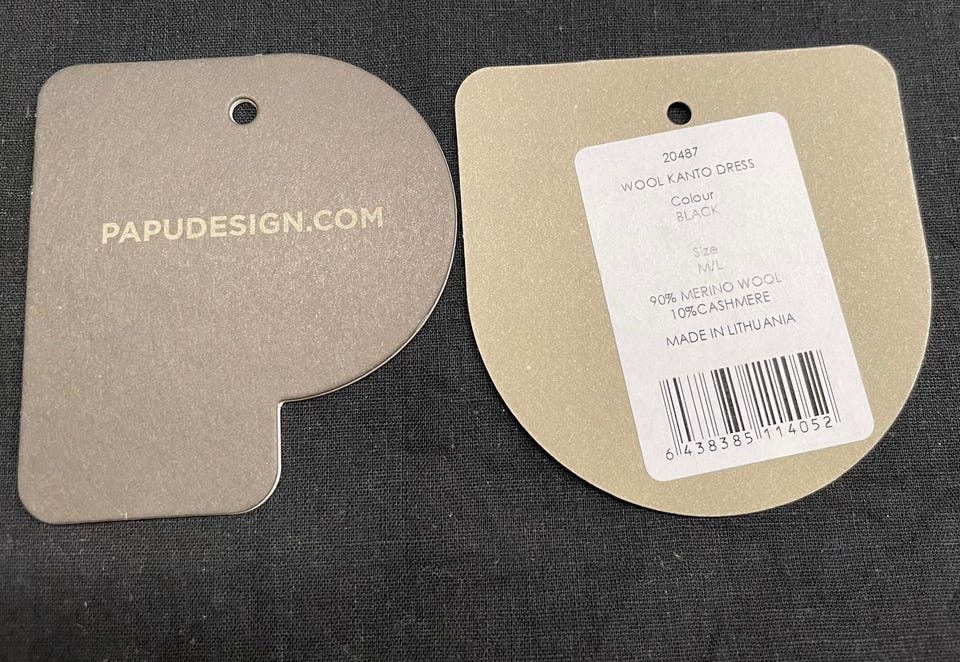 PAPUDESIGN.COM
20487
WOOL KANTO DRESS
Colour
BLACK
Size
M/L
90% MERINO WOOL
10%CASHMERE
MADE IN LITHUANIA
6 438385 114052